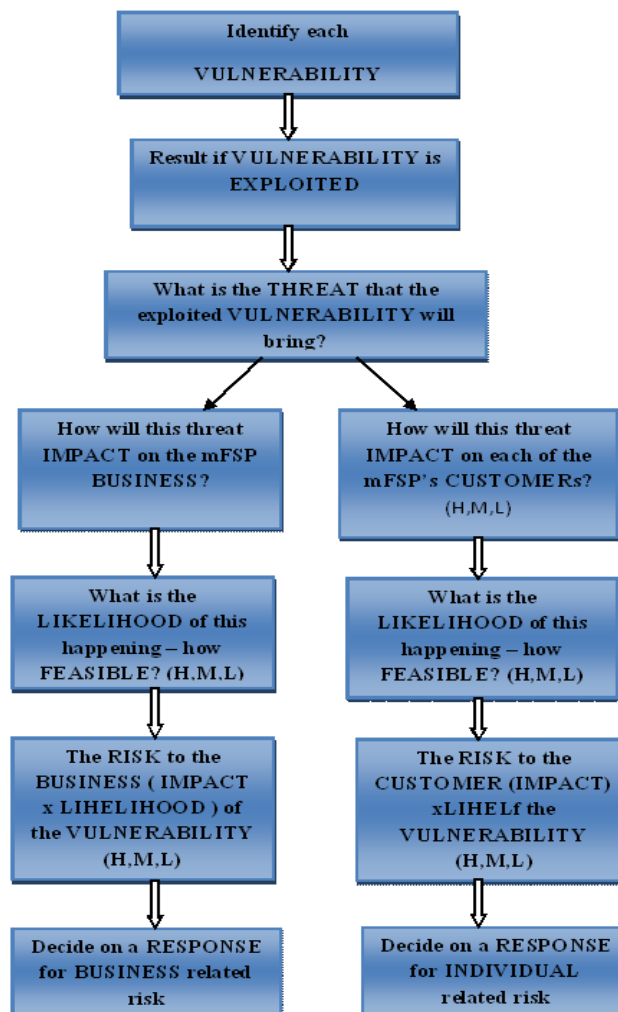 Identify each
VULNERABILITY
Result if VULNERABILITY is
EXPLOITED
What is the THREAT that the
exploited VULNERABILITY will
bring?
How will this threat
IMPACT on the mFSP
BUSINESS?
How will this threat
IMPACT on each of the
mFSP's CUSTOMERs?
(H,M,L)
What is the
LIKELIHOOD of this
happening – how
FEASIBLE? (H,M,L)
What is the
LIKELIHOOD of this
happening – how
FEASIBLE? (H,M,L)
The RISK to the
BUSINESS ( IMPACT
x LIHELIHOOD ) of
the VULNERABILITY
(H,M,L)
The RISK to the
CUSTOMER (IMPACT)
xLIHELf the
VULNERABILITY
(H,M,L)
Decide on a RESPONSE
for BUSINESS related
risk
Decide on a RESPONSE
for INDIVIDUAL
related risk